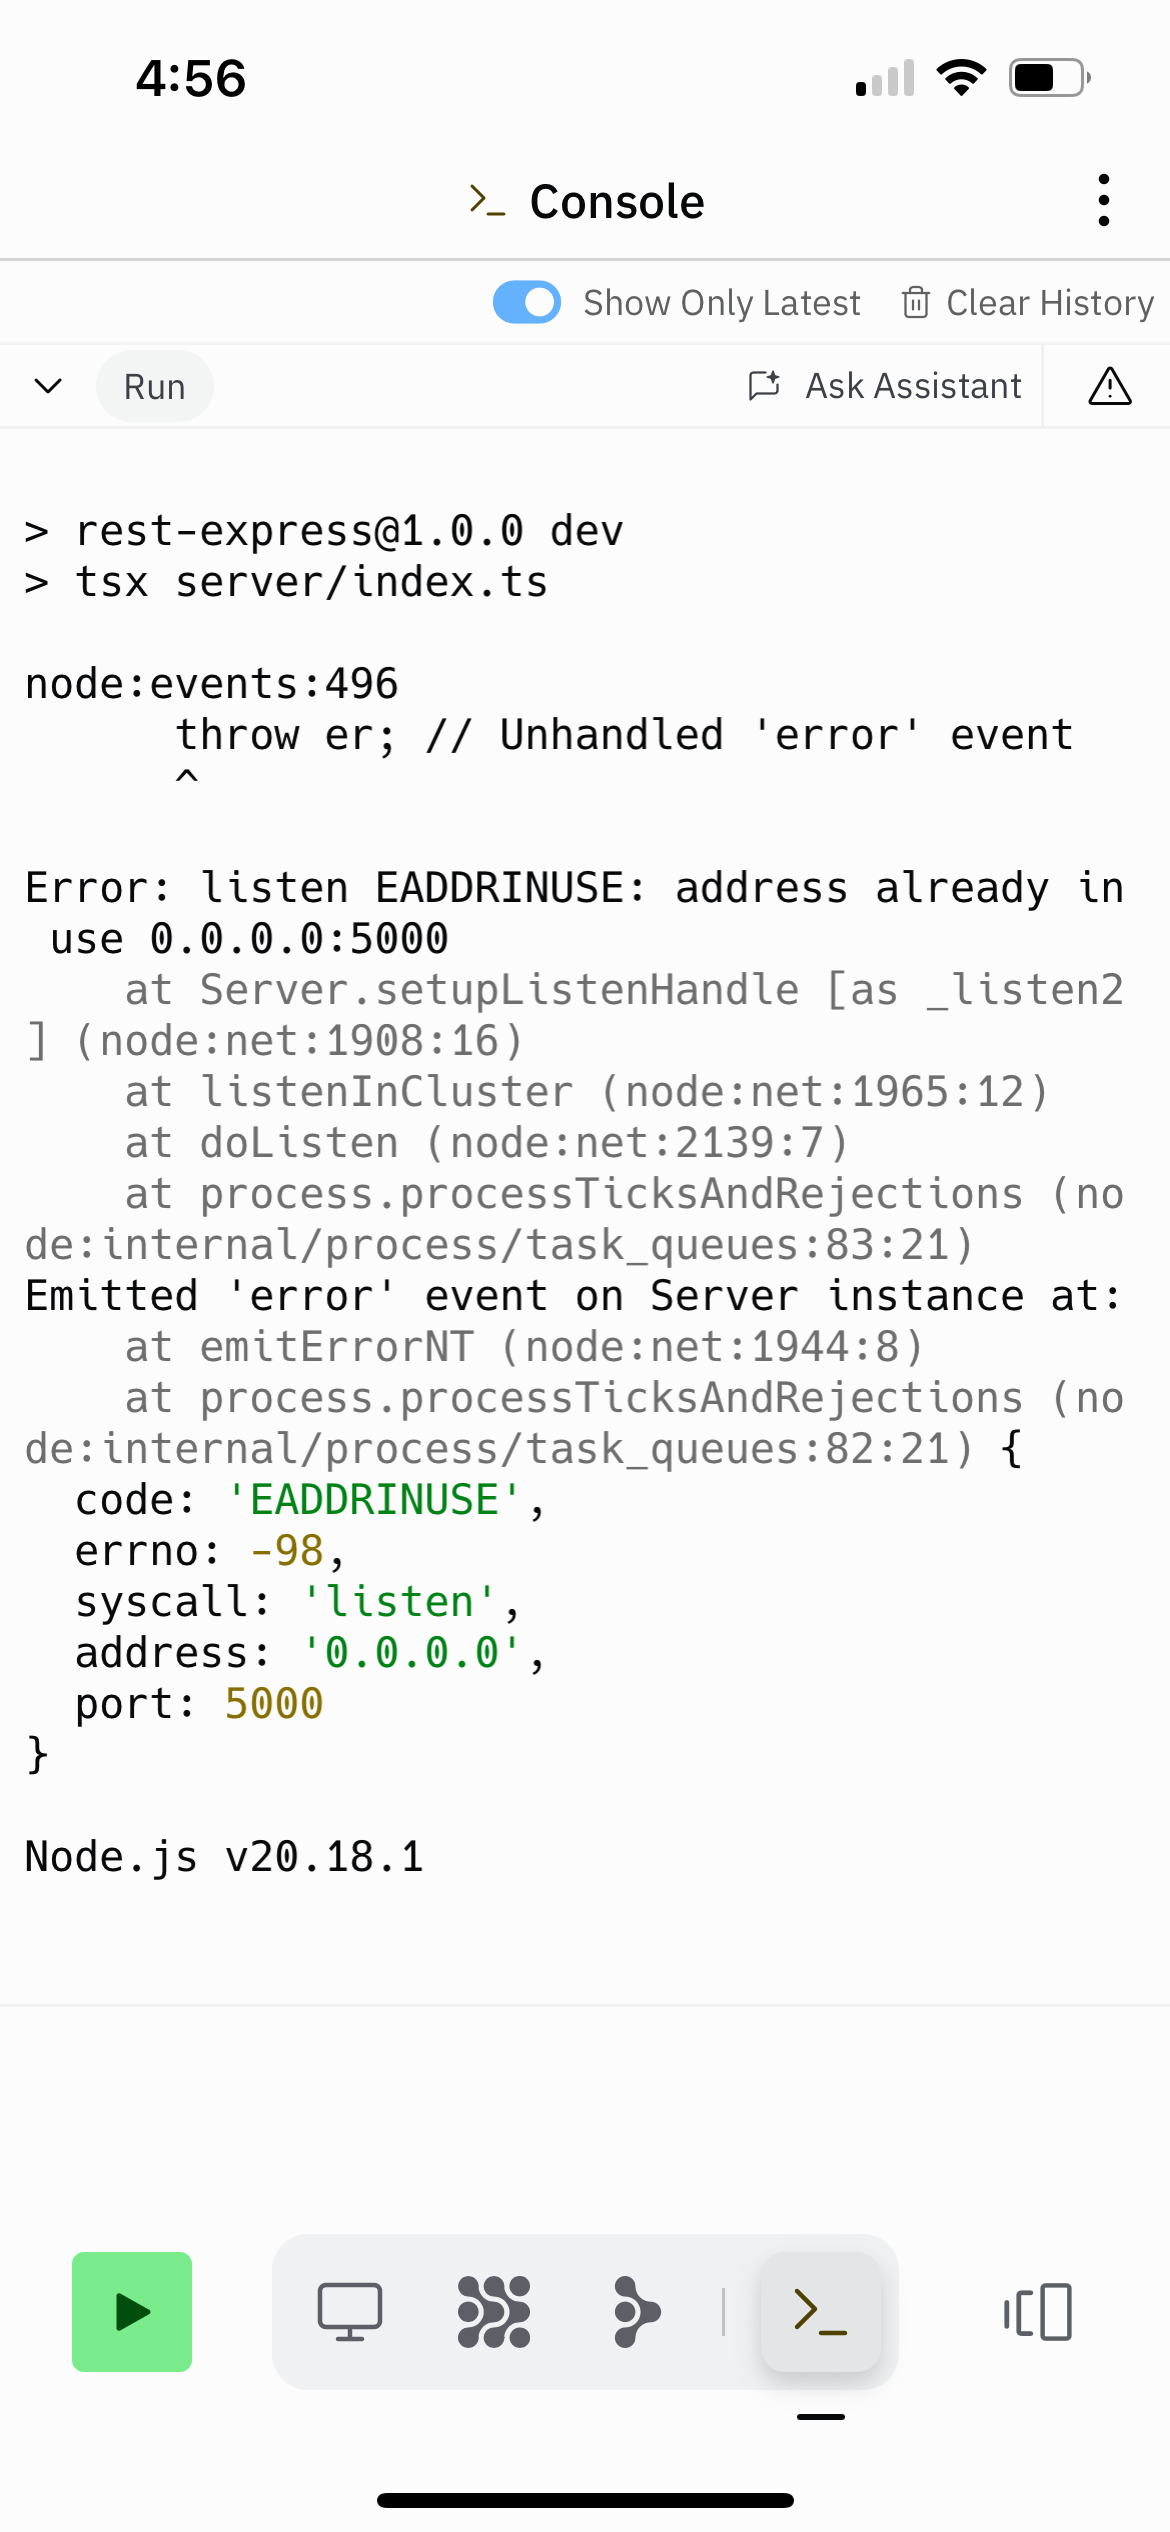 4:56
>_ Console
Show Only Latest Clear History
Run Ask Assistant
> rest-express@1.0.0 dev
> tsx server/index.ts
node:events:496
      throw er; // Unhandled 'error' event
      ^
Error: listen EADDRINUSE: address already in
 use 0.0.0.0:5000
    at Server.setupListenHandle [as _listen2
] (node:net:1908:16)
    at listenInCluster (node:net:1965:12)
    at doListen (node:net:2139:7)
    at process.processTicksAndRejections (no
de:internal/process/task_queues:83:21)
Emitted 'error' event on Server instance at:
    at emitErrorNT (node:net:1944:8)
    at process.processTicksAndRejections (no
de:internal/process/task_queues:82:21) {
  code: 'EADDRINUSE',
  errno: -98,
  syscall: 'listen',
  address: '0.0.0.0',
  port: 5000
}
Node.js v20.18.1